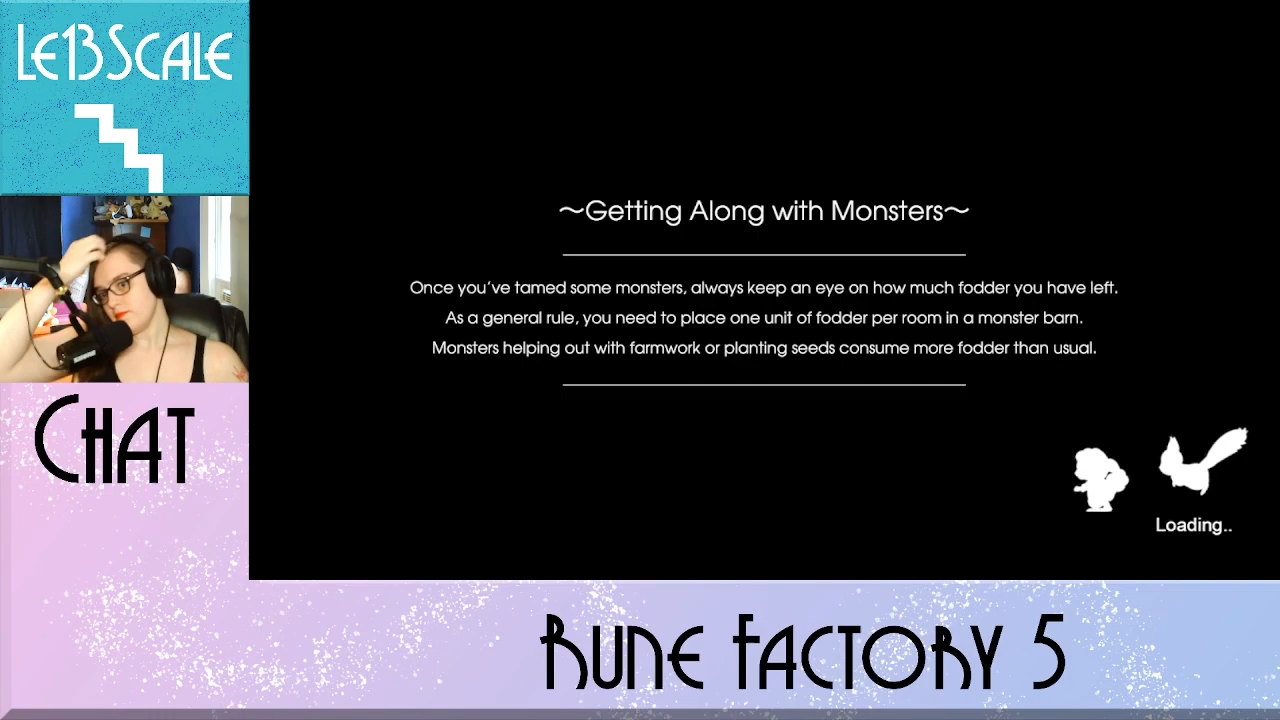 Le13Scale
Chat
~Getting Along with Monsters~
Once you've tamed some monsters, always keep an eye on how much fodder you have left.
As a general rule, you need to place one unit of fodder per room in a monster barn.
Monsters helping out with farmwork or planting seeds consume more fodder than usual.
Loading..
Rune Factory 5